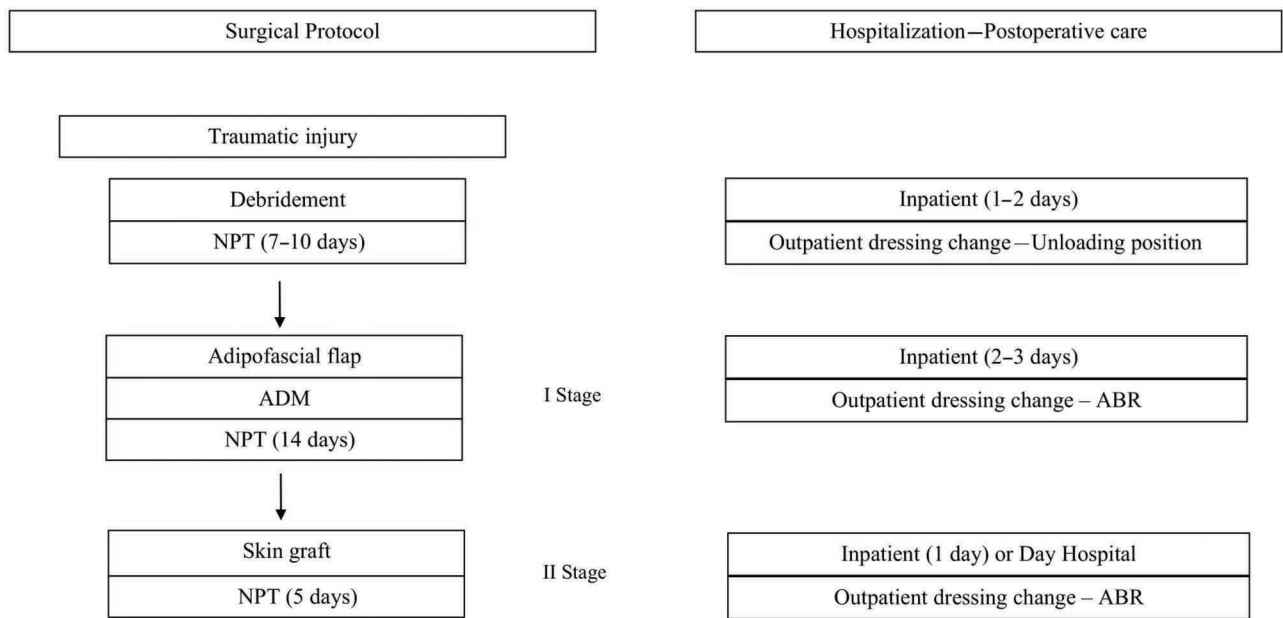 Surgical Protocol
Hospitalization—Postoperative care
Traumatic injury
Debridement
Inpatient (1–2 days)
NPT (7–10 days)
Outpatient dressing change—Unloading position
Adipofascial flap
Inpatient (2–3 days)
ADM
I Stage
Outpatient dressing change – ABR
NPT (14 days)
Skin graft
II Stage
Inpatient (1 day) or Day Hospital
NPT (5 days)
Outpatient dressing change – ABR